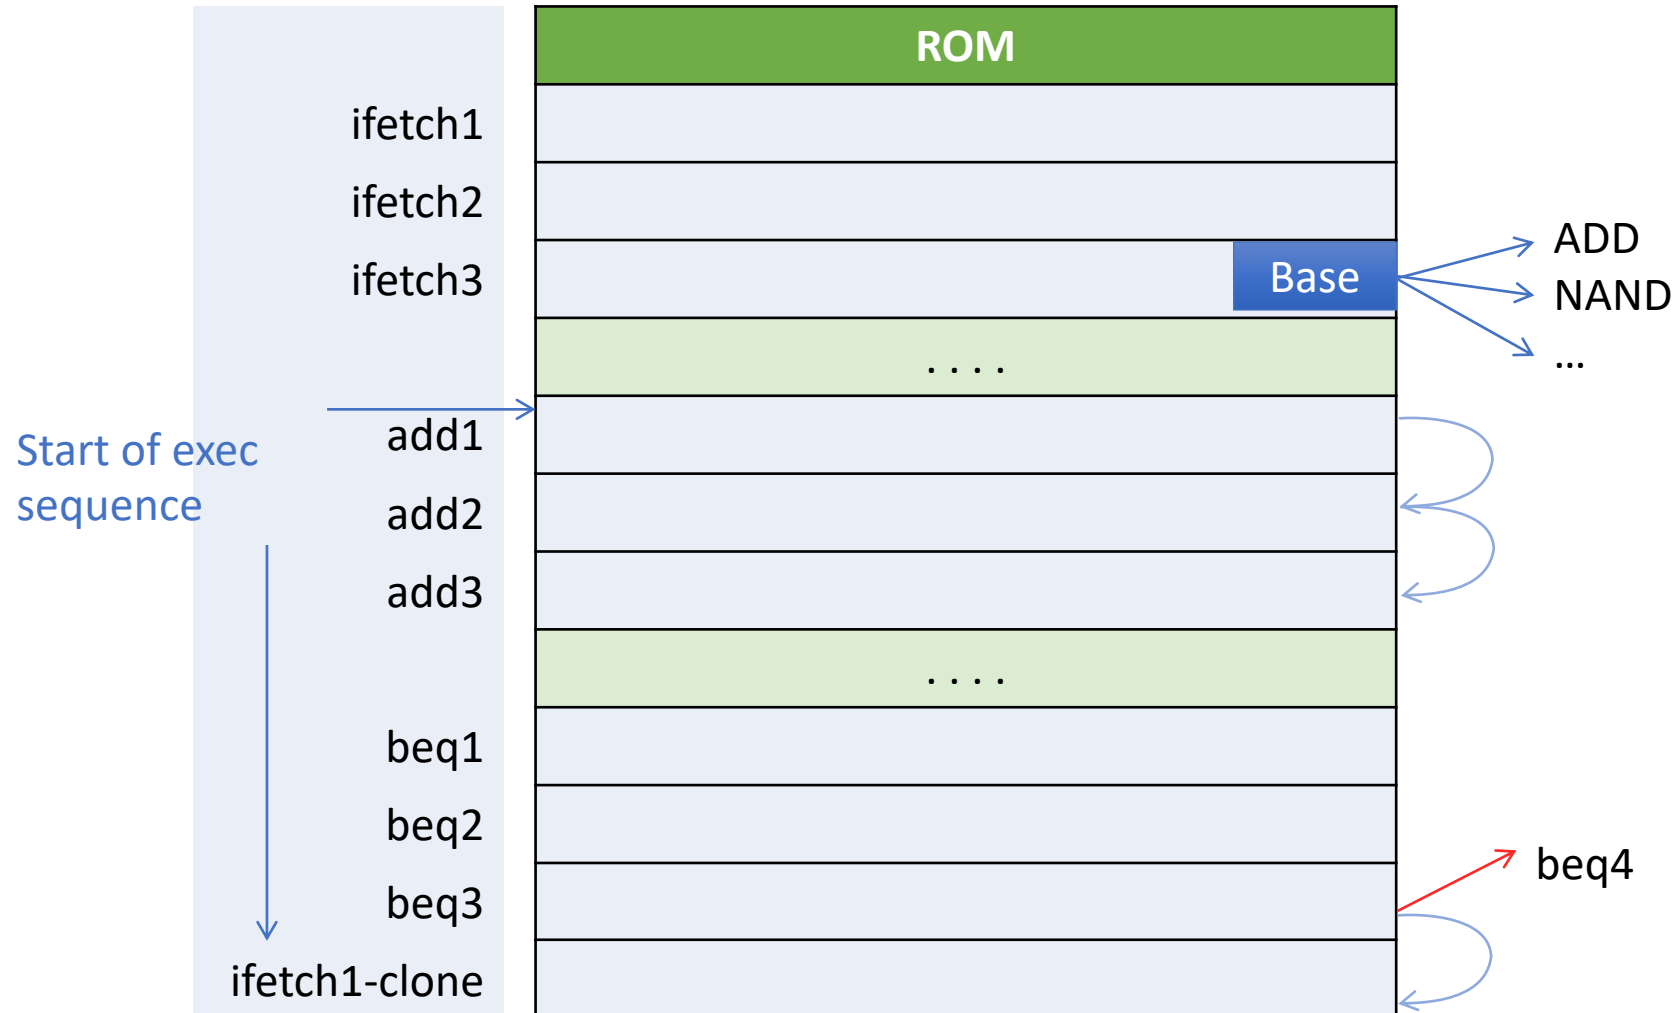 ROM
ifetch1
ifetch2
ifetch3
Base
ADD
NAND
...
. . . .
Start of exec
sequence
add1
add2
add3
. . . .
beq1
beq2
beq3
beq4
ifetch1-clone